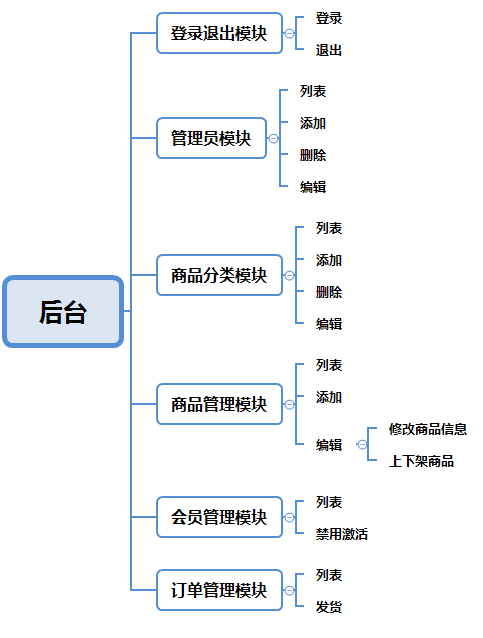 后台
登录退出模块
登录
退出
管理员模块
列表
添加
删除
编辑
商品分类模块
列表
添加
删除
编辑
商品管理模块
列表
添加
编辑
修改商品信息
上下架商品
会员管理模块
列表
禁用激活
订单管理模块
列表
发货